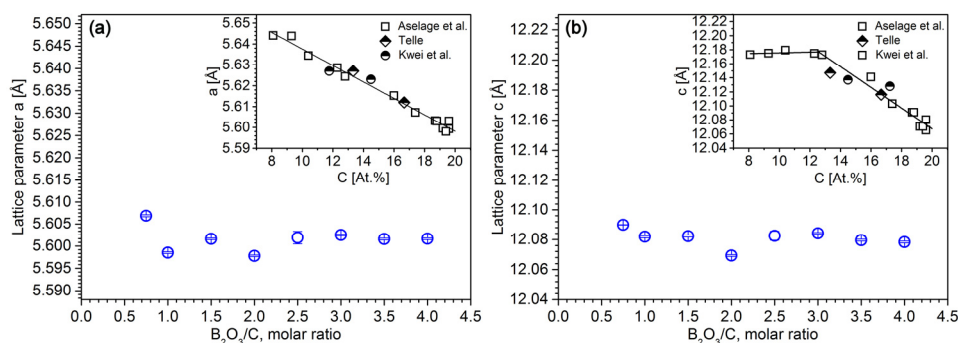 (a)
Lattice parameter a [Å]
5.650
5.645
5.640
5.635
5.630
5.625
5.620
5.615
5.610
5.605
5.600
5.595
5.590
0.5 1.0 1.5 2.0 2.5 3.0 3.5 4.0 4.5
B₂O₃/C, molar ratio
a [Å]
5.65
5.64
5.63
5.62
5.61
5.60
5.59
8 10 12 14 16 18 20
C [At.%]
Aselage et al.
Telle
Kwei et al.
(b)
Lattice parameter c [Å]
12.22
12.20
12.18
12.16
12.14
12.12
12.10
12.08
12.06
12.04
0.5 1.0 1.5 2.0 2.5 3.0 3.5 4.0 4.5
B₂O₃/C, molar ratio
c [Å]
12.22
12.20
12.18
12.16
12.14
12.12
12.10
12.08
12.06
12.04
8 10 12 14 16 18 20
C [At.%]
Aselage et al.
Telle
Kwei et al.